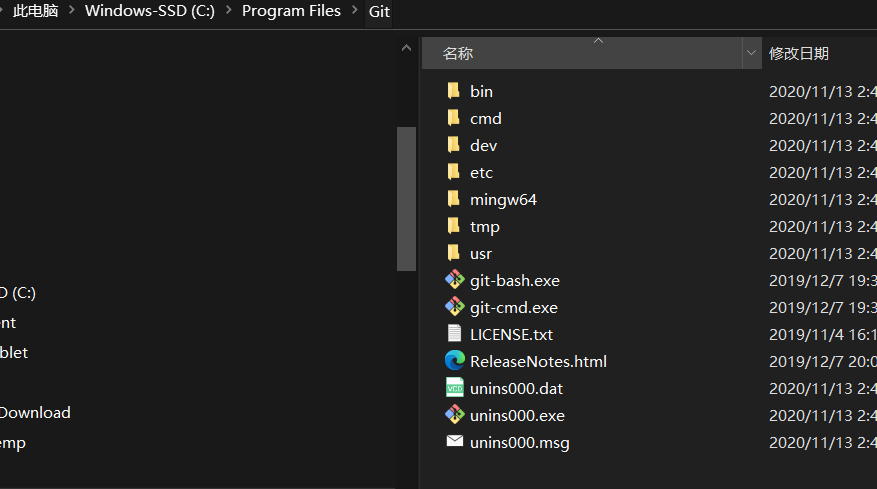 此电脑 > Windows-SSD (C:) > Program Files > Git
名称 修改日期
bin 2020/11/13 2:4
cmd 2020/11/13 2:4
dev 2020/11/13 2:4
etc 2020/11/13 2:4
mingw64 2020/11/13 2:4
tmp 2020/11/13 2:4
usr 2020/11/13 2:4
git-bash.exe 2019/12/7 19:3
git-cmd.exe 2019/12/7 19:3
LICENSE.txt 2019/11/4 16:1
ReleaseNotes.html 2019/12/7 20:0
unins000.dat 2020/11/13 2:4
unins000.exe 2020/11/13 2:4
unins000.msg 2020/11/13 2:4
D (C:)
nt
blet
Download
emp
VCD